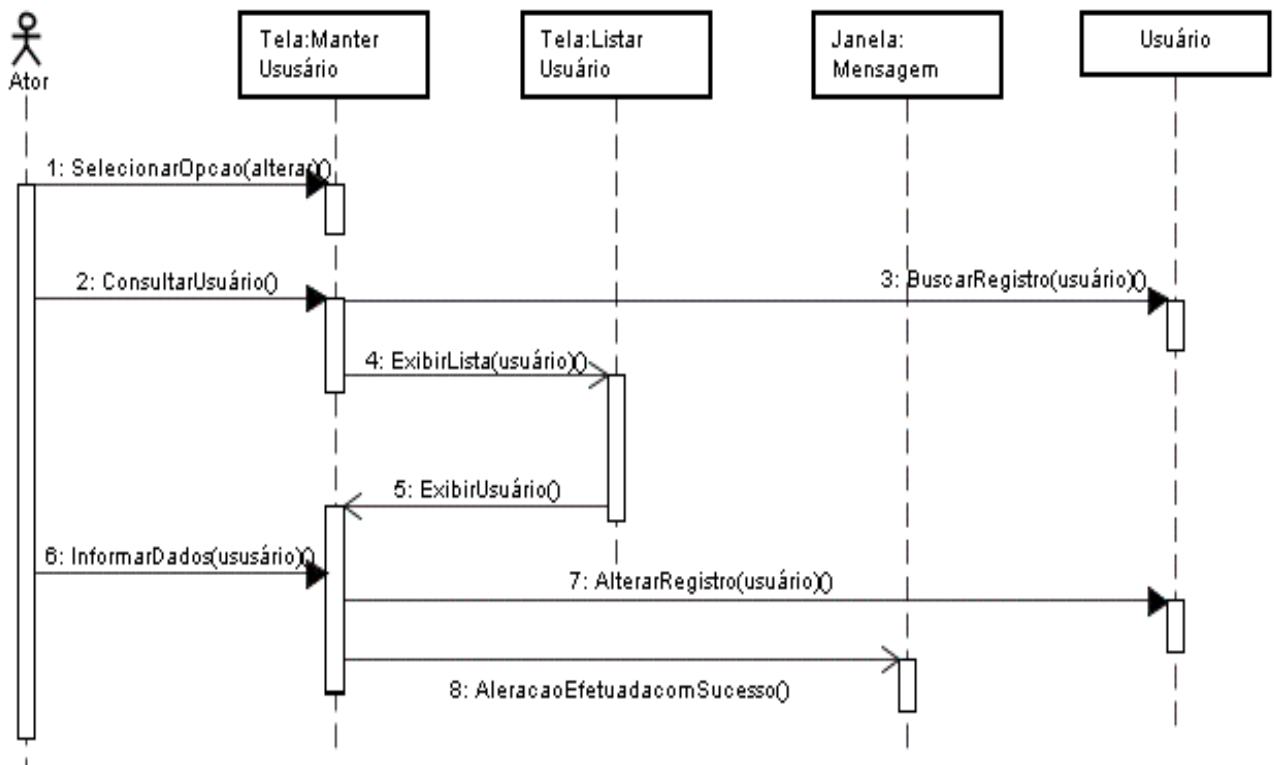 Ator
Tela:Manter
Ususário
Tela:Listar
Usuário
Janela:
Mensagem
Usuário
1: SelecionarOpcao(alterar)()
2: ConsultarUsuário()
3: BuscarRegistro(usuário)()
4: ExibirLista(usuário)()
5: ExibirUsuário()
6: InformarDados(ususário)()
7: AlterarRegistro(usuário)()
8: AleracaoEfetuadacomSucesso()